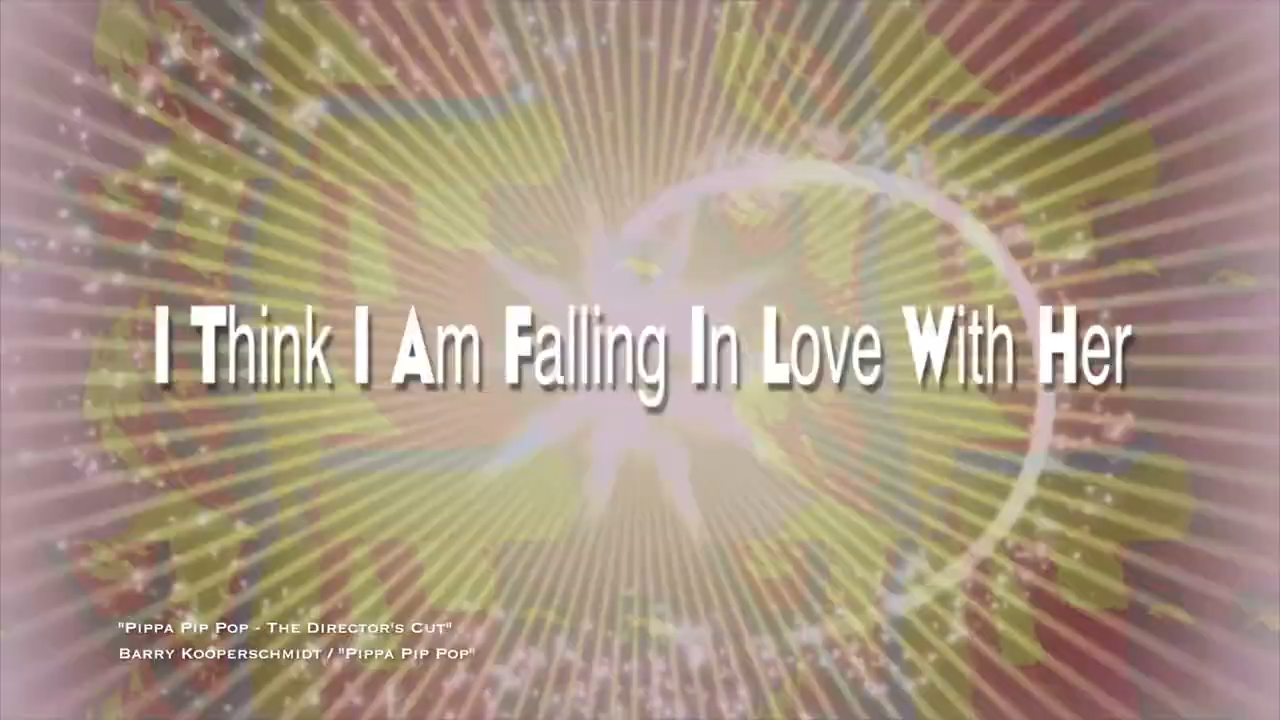 I Think I Am Falling In Love With Her
"Pippa Pip Pop - The Director's Cut"
Barry Kooperschmidt / "Pippa Pip Pop"